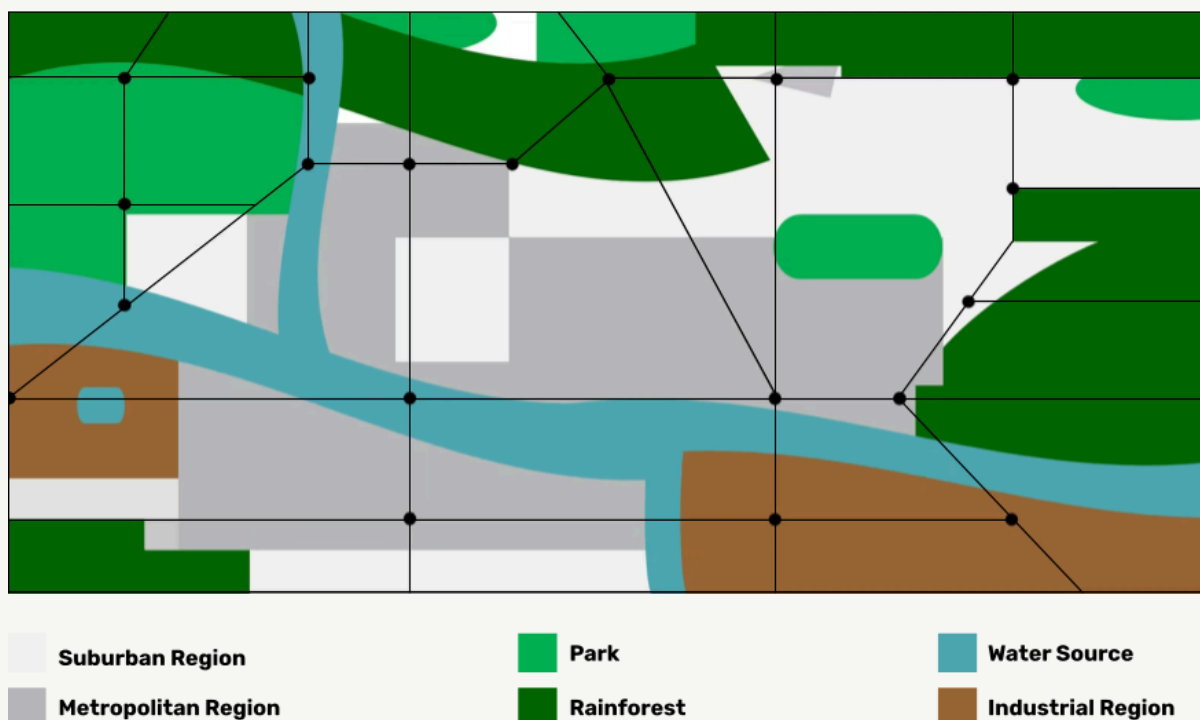 Suburban Region
Park
Water Source
Metropolitan Region
Rainforest
Industrial Region